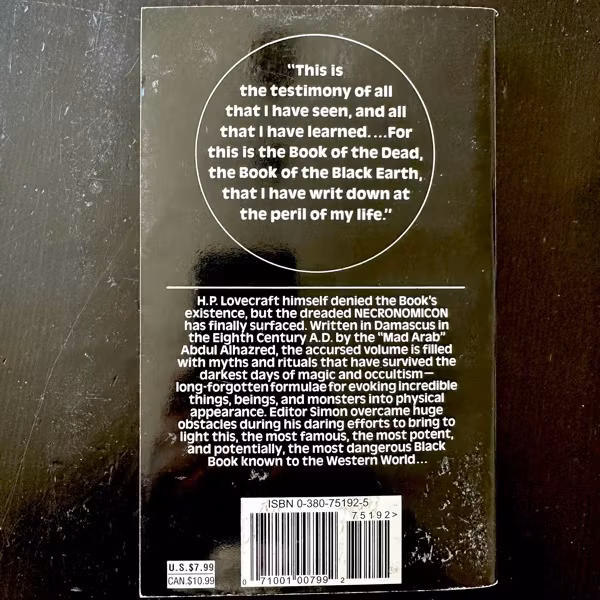 "This is
the testimony of all
that I have seen, and all
that I have learned....For
this is the Book of the Dead,
the Book of the Black Earth,
that I have writ down at
the peril of my life."
H.P. Lovecraft himself denied the Book's
existence, but the dreaded NECRONOMICON
has finally surfaced. Written in Damascus in
the Eighth Century A.D. by the "Mad Arab"
Abdul Alhazred, the accursed volume is filled
with myths and rituals that have survived the
darkest days of magic and occultism—
long-forgotten formulae for evoking incredible
things, beings, and monsters into physical
appearance. Editor Simon overcame huge
obstacles during his daring efforts to bring to
light this, the most famous, the most potent,
and potentially, the most dangerous Black
Book known to the Western World...
ISBN 0-380-75192-5
75192>
U.S.$7.99
CAN.$10.99
0 71001 00799 2